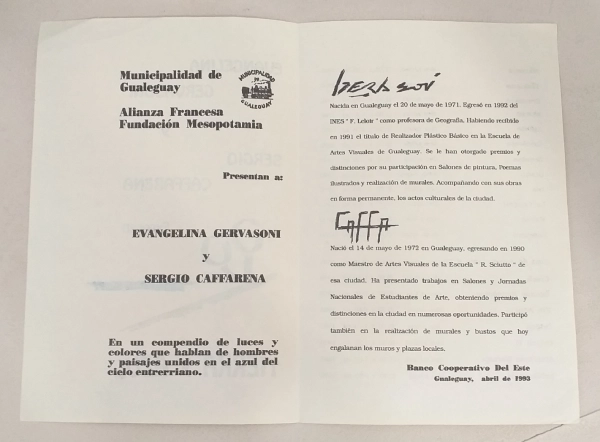 Municipalidad de
Gualeguay
MUNICIPALIDAD
GUALEGUAY
Alianza Francesa
Fundación Mesopotamia
Presentan a:
EVANGELINA GERVASONI
y
SERGIO CAFFARENA
En un compendio de luces y
colores que hablan de hombres
y paisajes unidos en el azul del
cielo entrerriano.
Nacida en Gualeguay el 20 de mayo de 1971. Egresó en 1992 del
INES " F. Leloir " como profesora de Geografía. Habiendo recibido
en 1991 el título de Realizador Plástico Básico en la Escuela de
Artes Visuales de Gualeguay. Se le han otorgado premios y
distinciones por su participación en Salones de pintura, Poemas
ilustrados y realización de murales. Acompañando con sus obras
en forma permanente, los actos culturales de la ciudad.
Caffa
Nació el 14 de mayo de 1972 en Gualeguay, egresando en 1990
como Maestro de Artes Visuales de la Escuela " R. Sciutto " de
esa ciudad. Ha presentado trabajos en Salones y Jornadas
Nacionales de Estudiantes de Arte, obteniendo premios y
distinciones en la ciudad en numerosas oportunidades. Participó
también en la realización de murales y bustos que hoy
engalanan los muros y plazas locales.
Banco Cooperativo Del Este
Gualeguay, abril de 1993